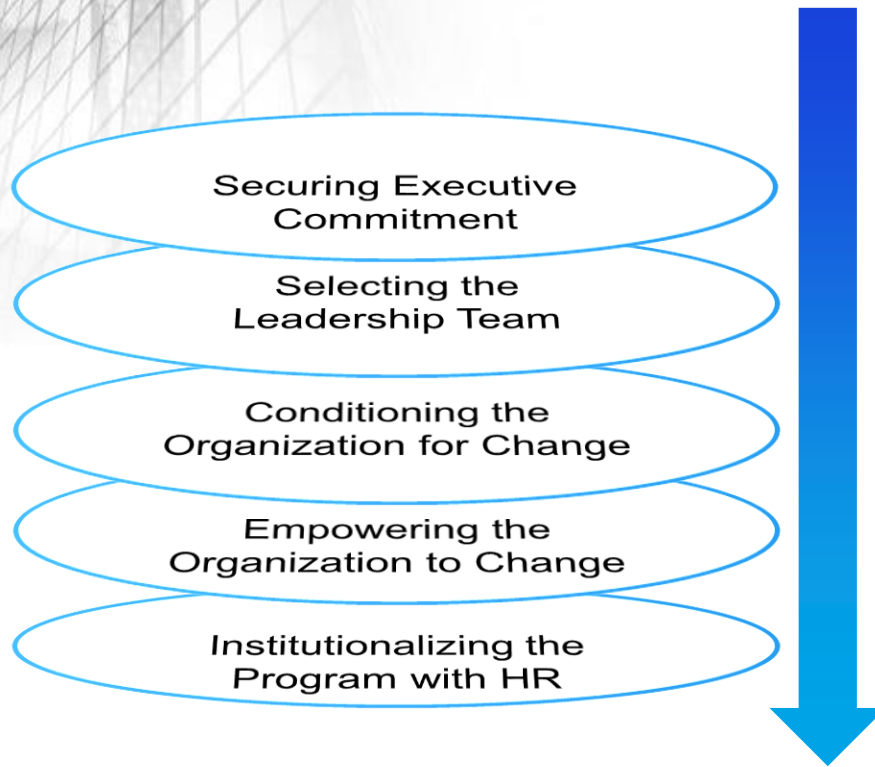 Securing Executive
Commitment
Selecting the
Leadership Team
Conditioning the
Organization for Change
Empowering the
Organization to Change
Institutionalizing the
Program with HR